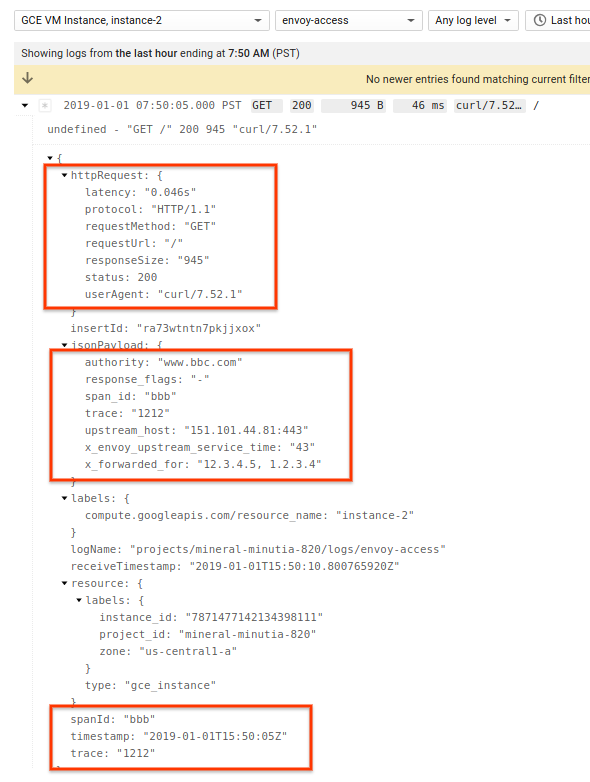 GCE VM Instance, instance-2 envoy-access Any log level Last hou
Showing logs from the last hour ending at 7:50 AM (PST)
No newer entries found matching current filter
2019-01-01 07:50:05.000 PST GET 200 945 B 46 ms curl/7.52… /
undefined - "GET /" 200 945 "curl/7.52.1"
{
httpRequest: {
latency: "0.046s"
protocol: "HTTP/1.1"
requestMethod: "GET"
requestUrl: "/"
responseSize: "945"
status: 200
userAgent: "curl/7.52.1"
}
insertId: "ra73wtntn7pkjjxox"
jsonPayload: {
authority: "www.bbc.com"
response_flags: "-"
span_id: "bbb"
trace: "1212"
upstream_host: "151.101.44.81:443"
x_envoy_upstream_service_time: "43"
x_forwarded_for: "12.3.4.5, 1.2.3.4"
}
labels: {
compute.googleapis.com/resource_name: "instance-2"
}
logName: "projects/mineral-minutia-820/logs/envoy-access"
receiveTimestamp: "2019-01-01T15:50:10.800765920Z"
resource: {
labels: {
instance_id: "7871477142134398111"
project_id: "mineral-minutia-820"
zone: "us-central1-a"
}
type: "gce_instance"
}
spanId: "bbb"
timestamp: "2019-01-01T15:50:05Z"
trace: "1212"